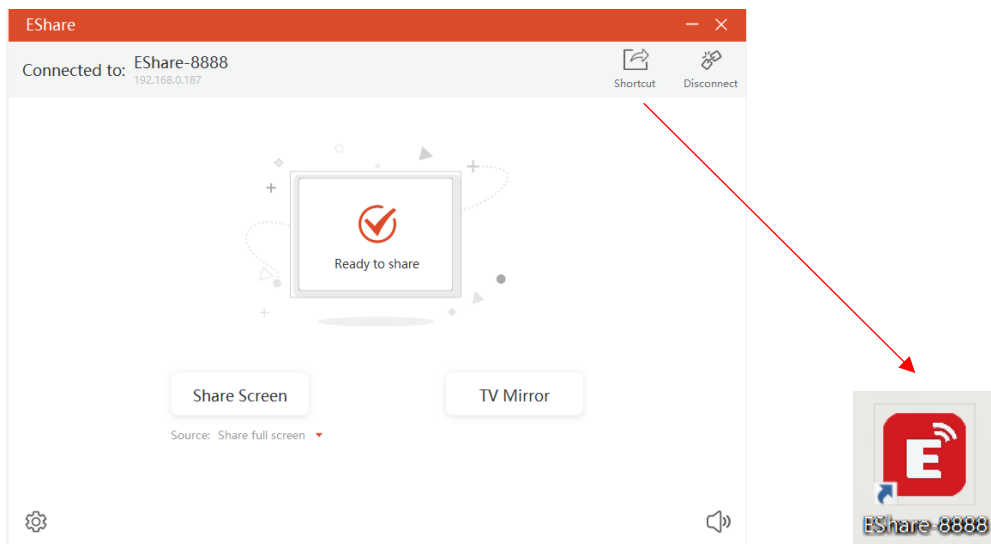 EShare
Connected to: EShare-8888
192.168.0.187
Shortcut
Disconnect
Ready to share
Share Screen
TV Mirror
Source: Share full screen
E
EShare-8888